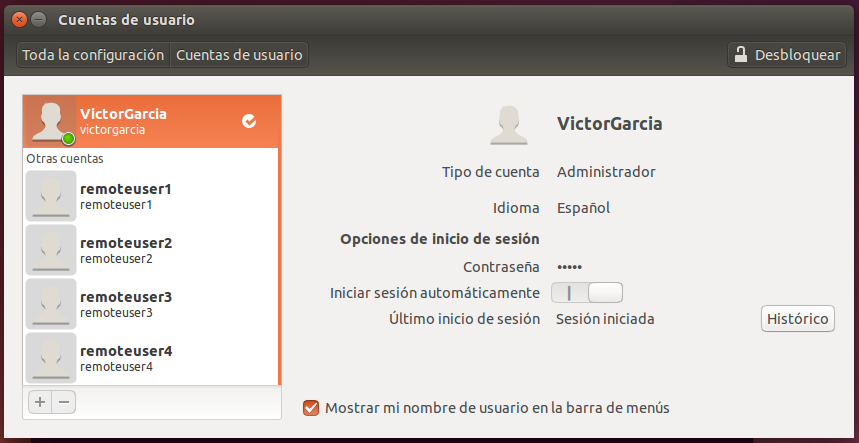 Cuentas de usuario
Toda la configuración
Cuentas de usuario
Desbloquear
VictorGarcia
victorgarcia
Otras cuentas
remoteuser1
remoteuser1
remoteuser2
remoteuser2
remoteuser3
remoteuser3
remoteuser4
remoteuser4
VictorGarcia
Tipo de cuenta Administrador
Idioma Español
Opciones de inicio de sesión
Contraseña •••••
Iniciar sesión automáticamente
Último inicio de sesión Sesión iniciada Histórico
Mostrar mi nombre de usuario en la barra de menús